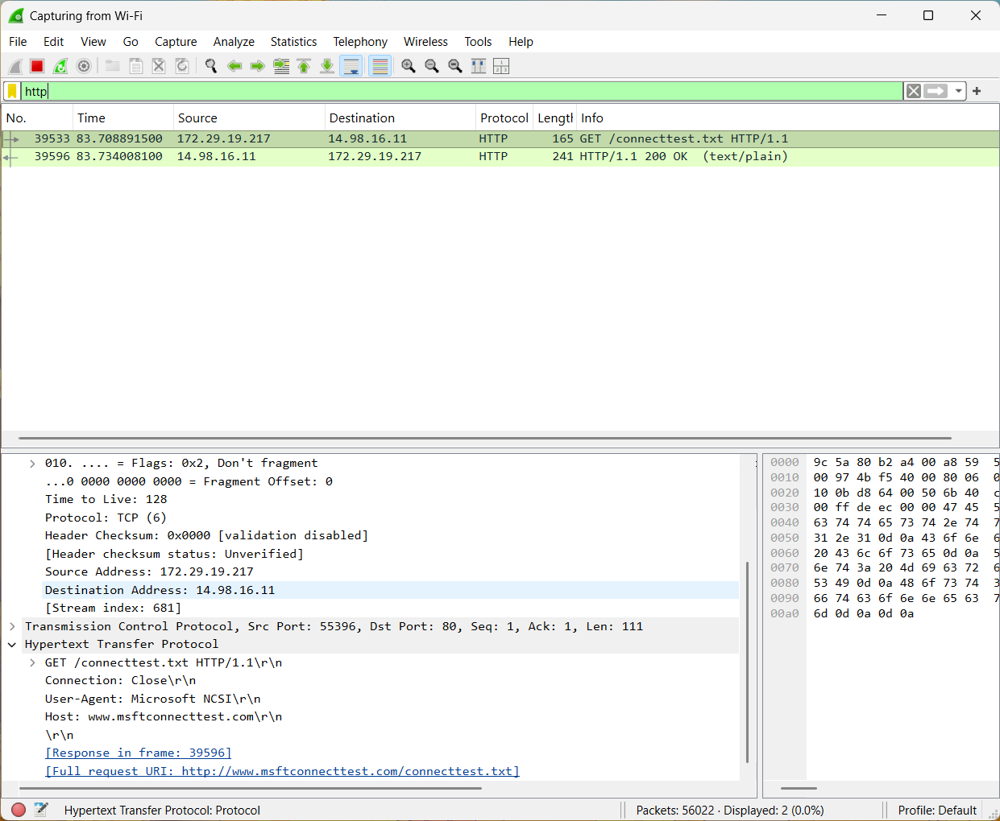 Capturing from Wi-Fi
File Edit View Go Capture Analyze Statistics Telephony Wireless Tools Help
http
No. Time Source Destination Protocol Lengtl Info
39533 83.708891500 172.29.19.217 14.98.16.11 HTTP 165 GET /connecttest.txt HTTP/1.1
39596 83.734008100 14.98.16.11 172.29.19.217 HTTP 241 HTTP/1.1 200 OK (text/plain)
010. .... = Flags: 0x2, Don't fragment
...0 0000 0000 0000 = Fragment Offset: 0
Time to Live: 128
Protocol: TCP (6)
Header Checksum: 0x0000 [validation disabled]
[Header checksum status: Unverified]
Source Address: 172.29.19.217
Destination Address: 14.98.16.11
[Stream index: 681]
Transmission Control Protocol, Src Port: 55396, Dst Port: 80, Seq: 1, Ack: 1, Len: 111
Hypertext Transfer Protocol
GET /connecttest.txt HTTP/1.1\r\n
Connection: Close\r\n
User-Agent: Microsoft NCSI\r\n
Host: www.msftconnecttest.com\r\n
\r\n
[Response in frame: 39596]
[Full request URI: http://www.msftconnecttest.com/connecttest.txt]
0000 9c 5a 80 b2 a4 00 a8 59
0010 00 97 4b f5 40 00 80 06
0020 10 0b d8 64 00 50 6b 40
0030 00 ff de ec 00 00 47 45
0040 63 74 74 65 73 74 2e 74
0050 31 2e 31 0d 0a 43 6f 6e
0060 20 43 6c 6f 73 65 0d 0a
0070 6e 74 3a 20 4d 69 63 72
0080 53 49 0d 0a 48 6f 73 74
0090 66 74 63 6f 6e 6e 65 63
00a0 6d 0d 0a 0d 0a
Hypertext Transfer Protocol: Protocol
Packets: 56022 · Displayed: 2 (0.0%)
Profile: Default